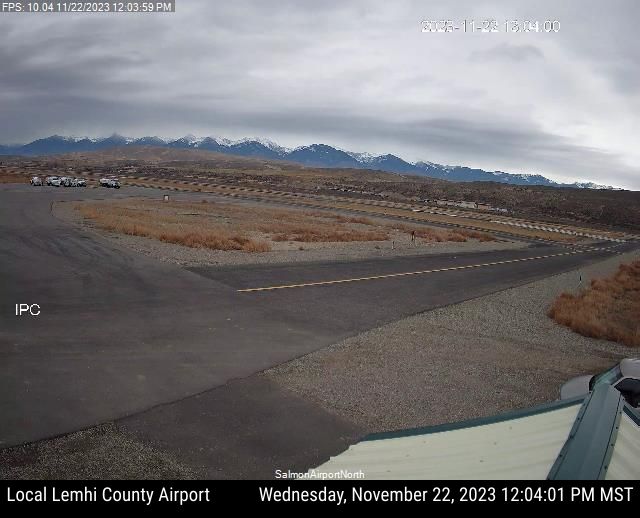 FPS: 10.04 11/22/2023 12:03:59 PM
2023-11-22 13:04:00
IPC
SalmonAirportNorth
Local Lemhi County Airport Wednesday, November 22, 2023 12:04:01 PM MST